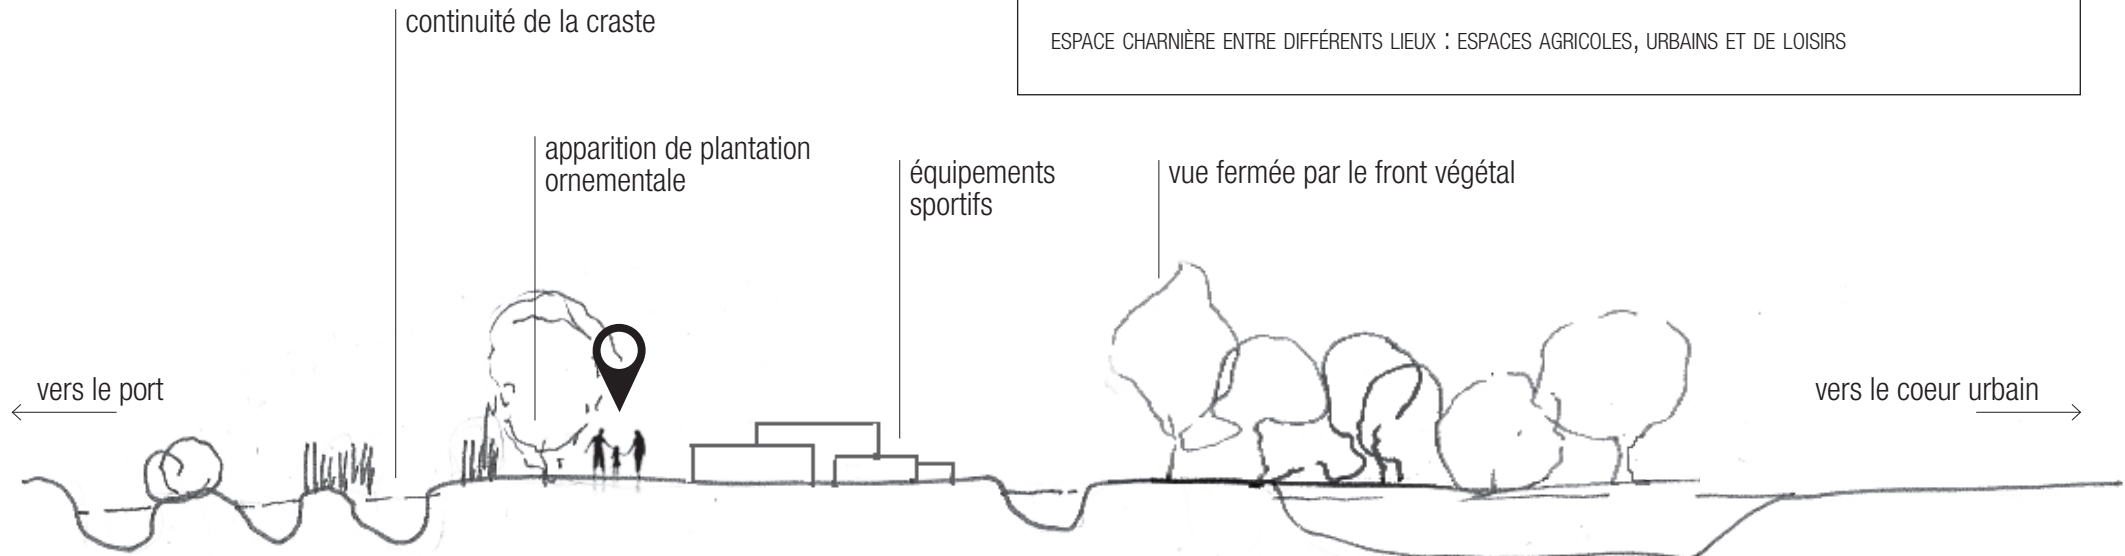 continuité de la craste
ESPACE CHARNIÈRE ENTRE DIFFÉRENTS LIEUX : ESPACES AGRICOLES, URBAINS ET DE LOISIRS
apparition de plantation
ornementale
équipements
sportifs
vue fermée par le front végétal
vers le port
vers le coeur urbain